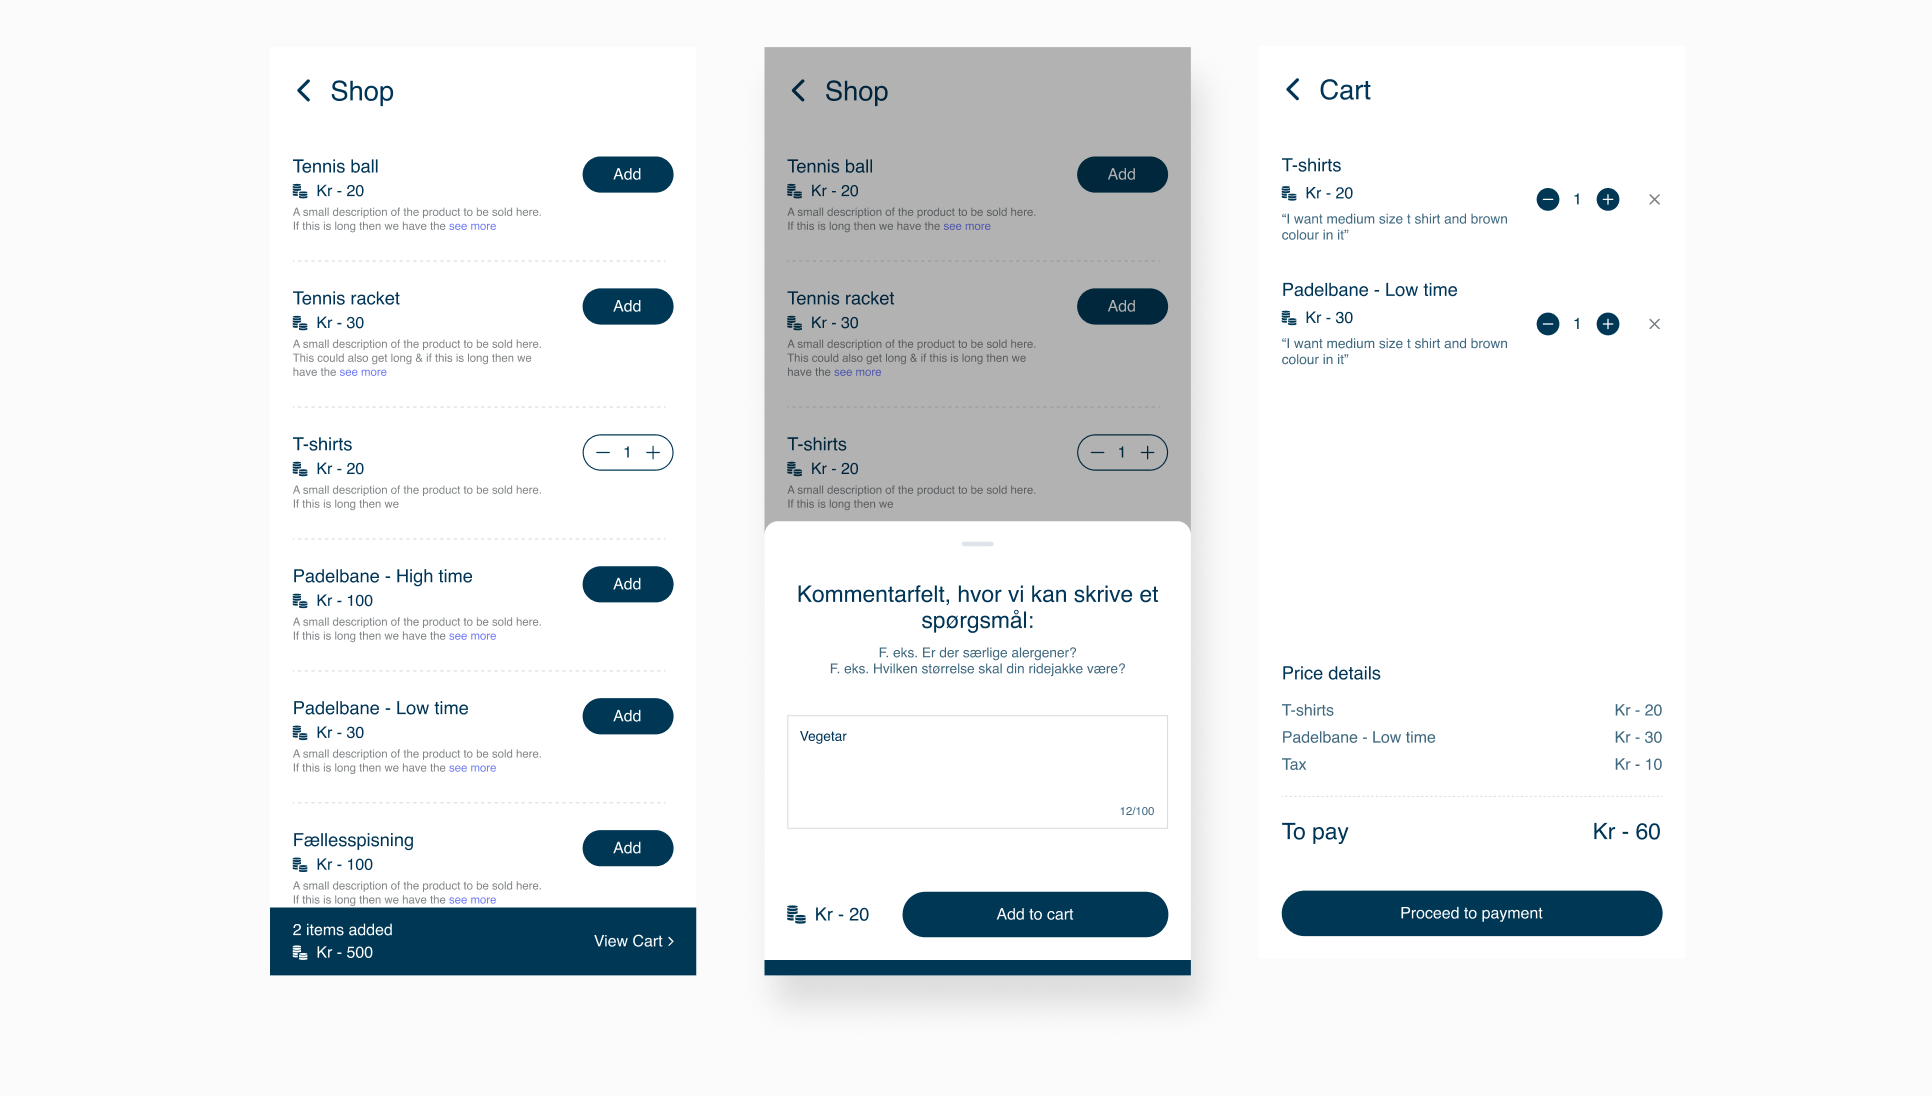 Shop
Tennis ball
Add
Kr - 20
A small description of the product to be sold here.
If this is long then we have the see more
Tennis racket
Add
Kr - 30
A small description of the product to be sold here.
This could also get long & if this is long then we
have the see more
T-shirts
1
Kr - 20
A small description of the product to be sold here.
If this is long then we
Padelbane - High time
Add
Kr - 100
A small description of the product to be sold here.
If this is long then we have the see more
Padelbane - Low time
Add
Kr - 30
A small description of the product to be sold here.
If this is long then we have the see more
Fællesspisning
Add
Kr - 100
A small description of the product to be sold here.
If this is long then we have the see more
2 items added
Kr - 500
View Cart
Shop
Tennis ball
Add
Kr - 20
A small description of the product to be sold here.
If this is long then we have the see more
Tennis racket
Add
Kr - 30
A small description of the product to be sold here.
This could also get long & if this is long then we
have the see more
T-shirts
1
Kr - 20
A small description of the product to be sold here.
If this is long then we
Kommentarfelt, hvor vi kan skrive et
spørgsmål:
F. eks. Er der særlige alergener?
F. eks. Hvilken størrelse skal din ridejakke være?
Vegetar
12/100
Kr - 20
Add to cart
Cart
T-shirts
Kr - 20
1
“I want medium size t shirt and brown
colour in it”
Padelbane - Low time
Kr - 30
1
“I want medium size t shirt and brown
colour in it”
Price details
T-shirts Kr - 20
Padelbane - Low time Kr - 30
Tax Kr - 10
To pay Kr - 60
Proceed to payment